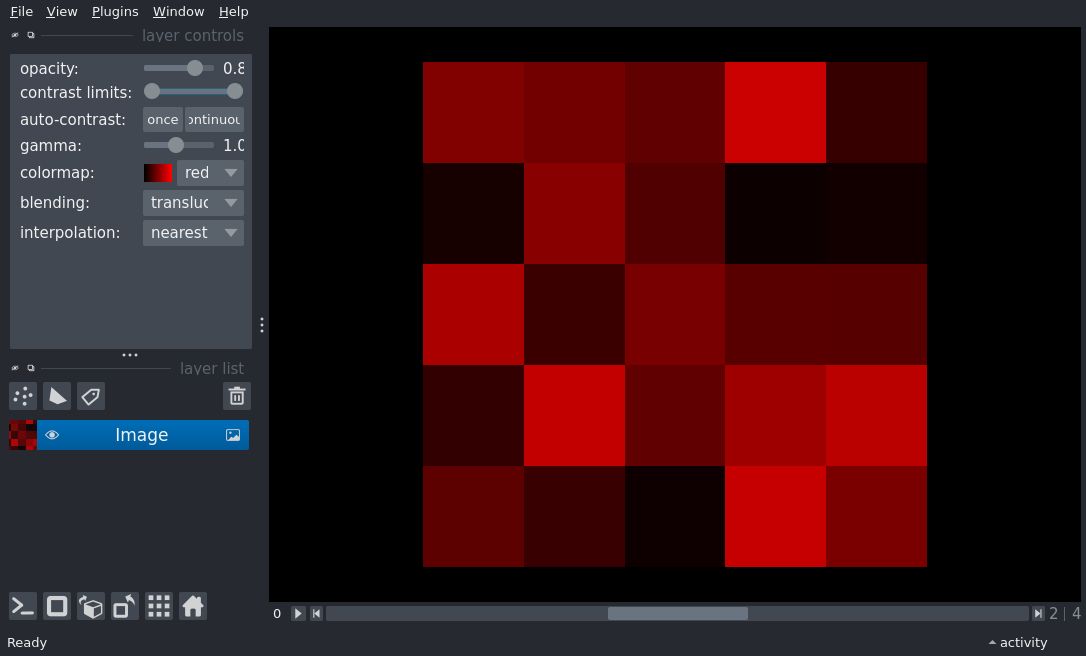 File View Plugins Window Help
layer controls
opacity: 0.8
contrast limits:
auto-contrast: once ontinuou
gamma: 1.0
colormap: red
blending: transluc
interpolation: nearest
layer list
Image
0 2 | 4
Ready
activity